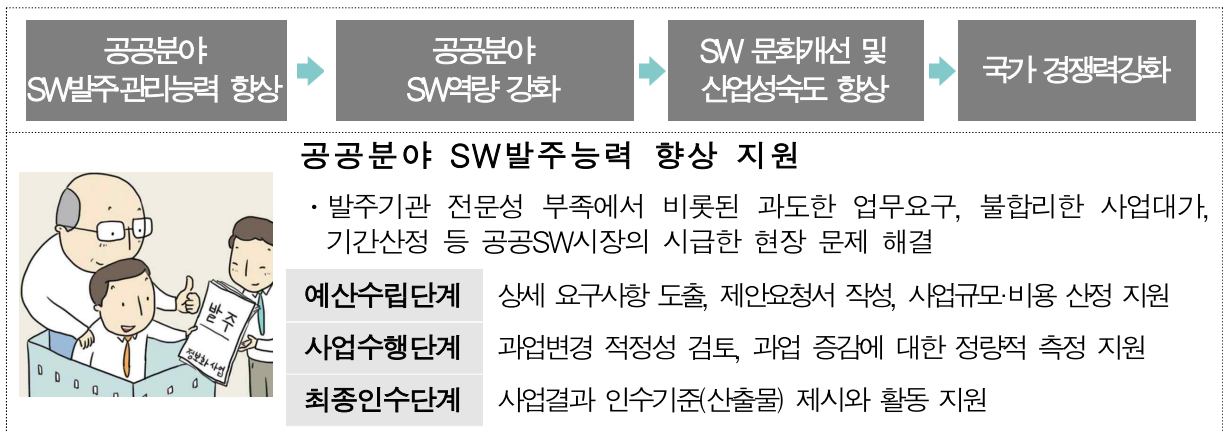 공공분야
SW발주관리능력 향상
공공분야
SW역량 강화
SW 문화개선 및
산업성숙도 향상
국가 경쟁력강화
공공분야 SW발주능력 향상 지원
· 발주기관 전문성 부족에서 비롯된 과도한 업무요구, 불합리한 사업대가,
기간산정 등 공공SW시장의 시급한 현장 문제 해결
예산수립단계 상세 요구사항 도출, 제안요청서 작성, 사업규모·비용 산정 지원
사업수행단계 과업변경 적정성 검토, 과업 증감에 대한 정량적 측정 지원
최종인수단계 사업결과 인수기준(산출물) 제시와 활동 지원
발주
정보화사업